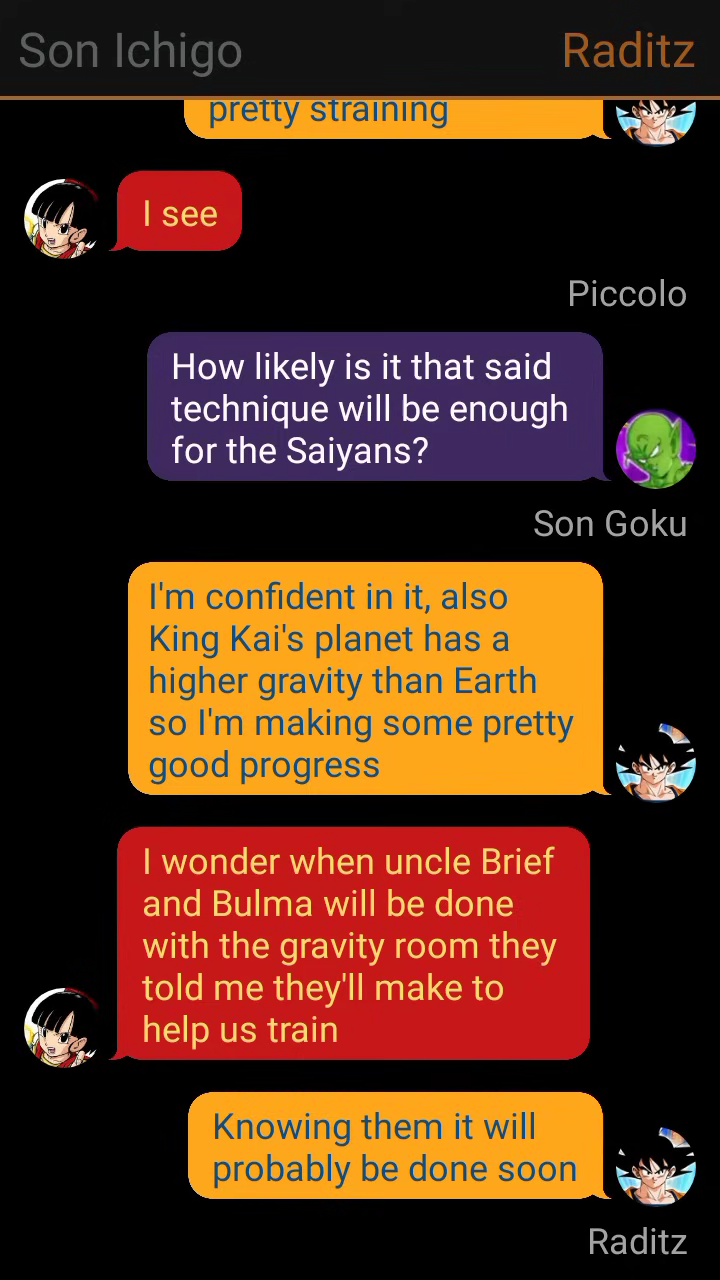 Son Ichigo
Raditz
pretty straining
I see
Piccolo
How likely is it that said
technique will be enough
for the Saiyans?
Son Goku
I'm confident in it, also
King Kai's planet has a
higher gravity than Earth
so I'm making some pretty
good progress
I wonder when uncle Brief
and Bulma will be done
with the gravity room they
told me they'll make to
help us train
Knowing them it will
probably be done soon
Raditz